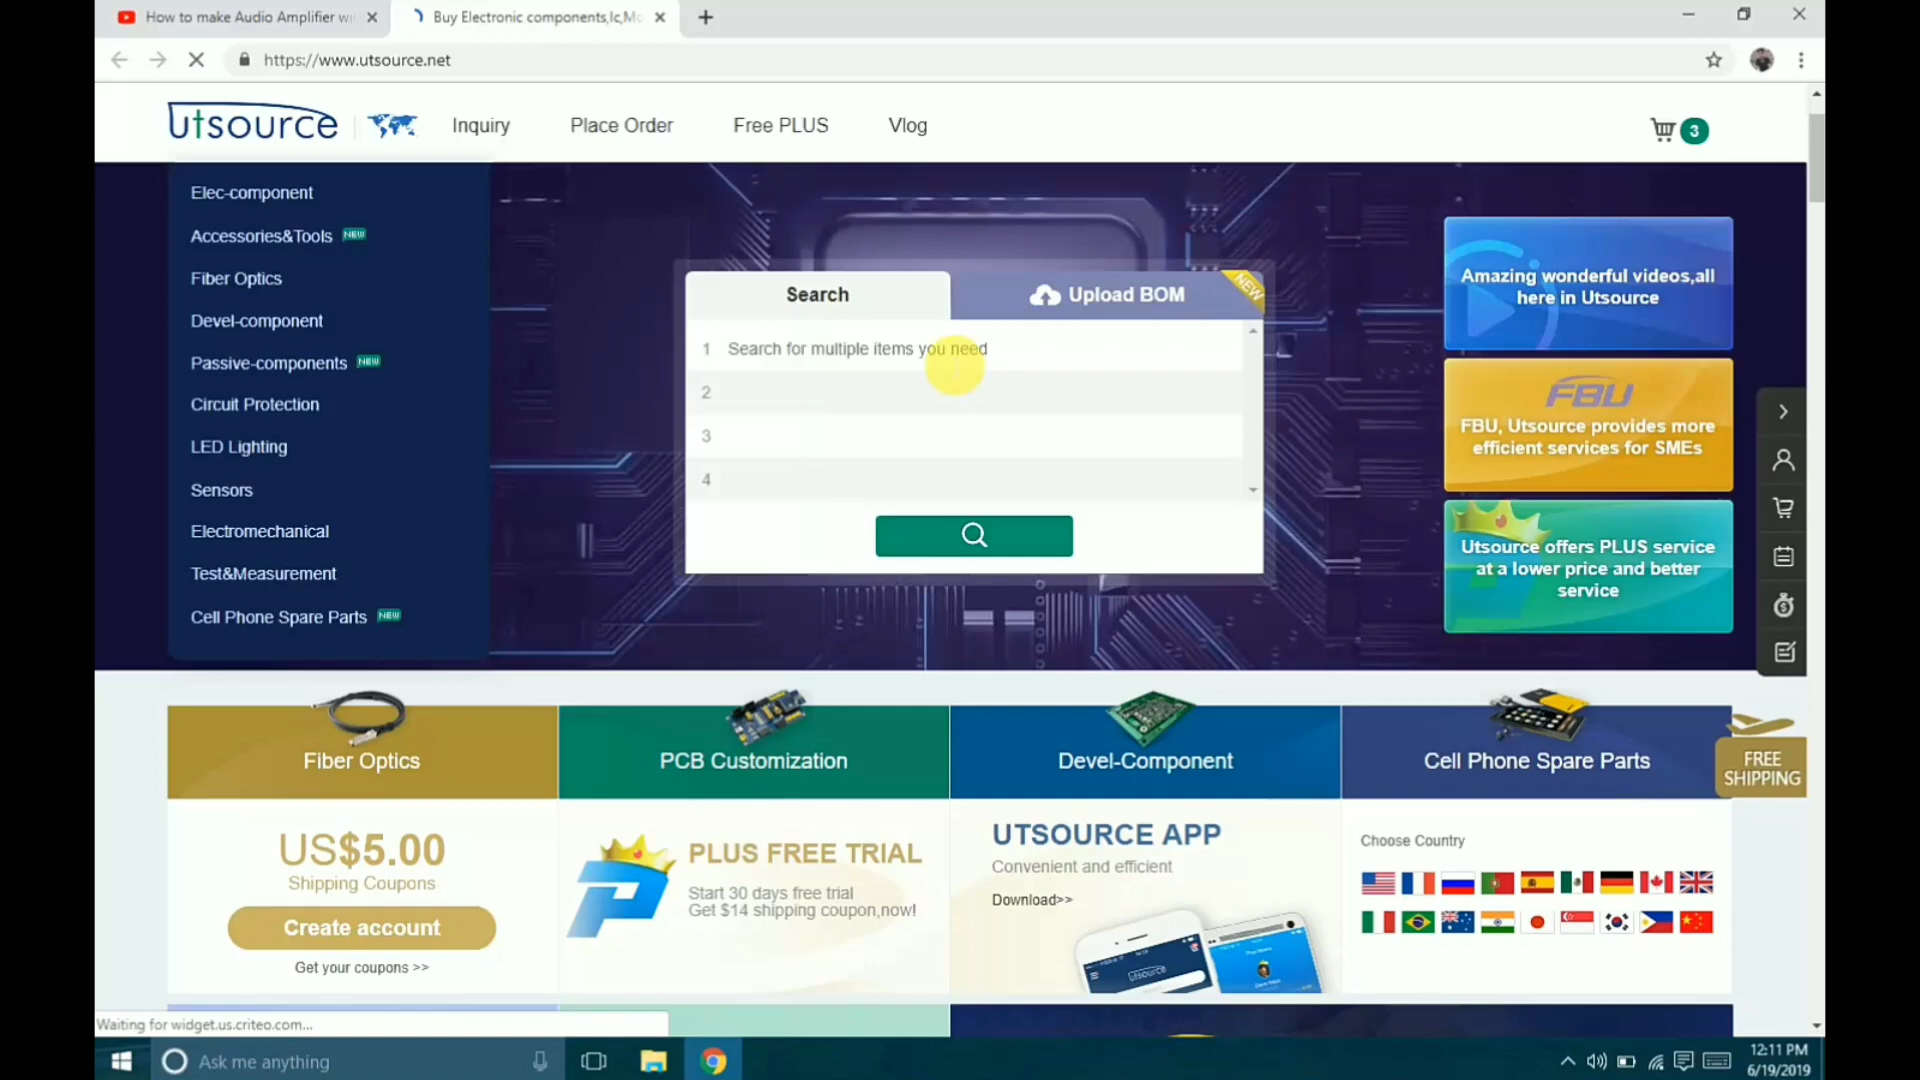 How to make Audio Amplifier wi
Buy Electronic components,Ic,Mo
https://www.utsource.net
utsource
Inquiry
Place Order
Free PLUS
Vlog
3
Elec-component
Accessories&Tools NEW
Fiber Optics
Devel-component
Passive-components NEW
Circuit Protection
LED Lighting
Sensors
Electromechanical
Test&Measurement
Cell Phone Spare Parts NEW
Search
Upload BOM
NEW
1 Search for multiple items you need
2
3
4
Amazing wonderful videos,all
here in Utsource
FBU
FBU, Utsource provides more
efficient services for SMEs
Utsource offers PLUS service
at a lower price and better
service
Fiber Optics
PCB Customization
Devel-Component
Cell Phone Spare Parts
FREE
SHIPPING
US$5.00
Shipping Coupons
Create account
Get your coupons >>
P
PLUS FREE TRIAL
Start 30 days free trial
Get $14 shipping coupon,now!
UTSOURCE APP
Convenient and efficient
Download>>
utsource
Choose Country
Waiting for widget.us.criteo.com...
Ask me anything
12:11 PM
6/19/2019